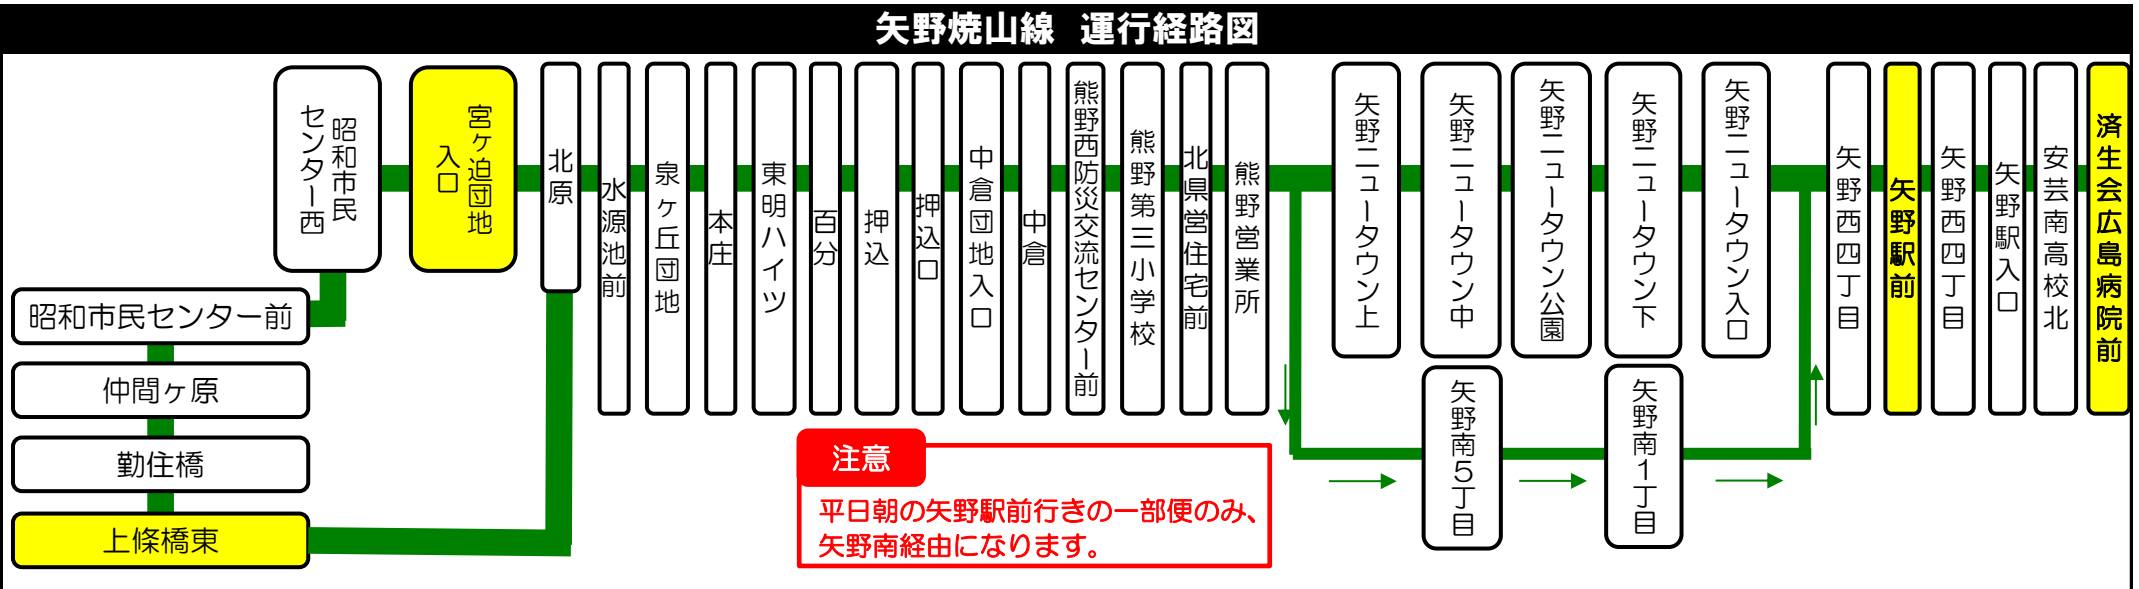 矢野焼山線 運行経路図
昭和市民
センター西
宮ヶ迫団地
入口
北原
水源池前
泉ヶ丘団地
本庄
東明ハイツ
百分
押込
押込口
中倉団地入口
中倉
熊野西防災交流センター前
熊野第三小学校
北県営住宅前
熊野営業所
矢野ニュータウン上
矢野ニュータウン中
矢野ニュータウン公園
矢野ニュータウン下
矢野ニュータウン入口
矢野西四丁目
矢野駅前
矢野西四丁目
矢野駅入口
安芸南高校北
済生会広島病院前
昭和市民センター前
仲間ヶ原
勤住橋
上條橋東
矢野南5丁目
矢野南1丁目
注意
平日朝の矢野駅前行きの一部便のみ、
矢野南経由になります。